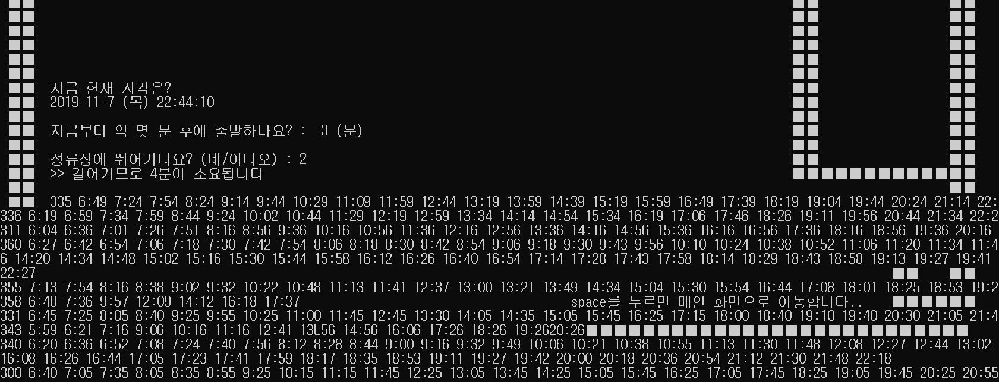 지금 현재 시각은?
2019-11-7 (목) 22:44:10
지금부터 약 몇 분 후에 출발하나요? : 3 (분)
정류장에 뛰어가나요? (네/아니오) : 2
>> 걸어가므로 4분이 소요됩니다
335 6:49 7:24 7:54 8:24 9:14 9:44 10:29 11:09 11:59 12:44 13:19 13:59 14:39 15:19 15:59 16:49 17:39 18:19 19:04 19:44 20:24 21:14 22:
336 6:19 6:59 7:34 7:59 8:44 9:24 10:02 10:44 11:29 12:19 12:59 13:34 14:14 14:54 15:34 16:19 17:06 17:46 18:26 19:11 19:56 20:44 21:34 22:2
311 6:04 6:36 7:01 7:26 7:51 8:16 8:56 9:36 10:16 10:56 11:36 12:16 12:56 13:36 14:16 14:56 15:36 16:16 16:56 17:36 18:16 18:56 19:36 20:16
360 6:27 6:42 6:54 7:06 7:18 7:30 7:42 7:54 8:06 8:18 8:30 8:42 8:54 9:06 9:18 9:30 9:43 9:56 10:10 10:24 10:38 10:52 11:06 11:20 11:34 11:4
6 14:20 14:34 14:48 15:02 15:16 15:30 15:44 15:58 16:12 16:26 16:40 16:54 17:14 17:28 17:43 17:58 18:14 18:29 18:43 18:58 19:13 19:27 19:41
22:27
355 7:13 7:54 8:16 8:38 9:02 9:32 10:22 10:48 11:13 11:41 12:37 13:00 13:21 13:49 14:34 15:04 15:30 15:54 16:44 17:08 18:01 18:25 18:53 19:2
358 6:48 7:36 9:57 12:09 14:12 16:18 17:37 space를 누르면 메인 화면으로 이동합니다..
331 6:45 7:25 8:05 8:40 9:25 9:55 10:25 11:00 11:45 12:45 13:30 14:05 14:35 15:05 15:45 16:25 17:15 18:00 18:40 19:10 19:40 20:30 21:05 21:4
343 5:59 6:21 7:16 9:06 10:16 11:16 12:41 13L56 14:56 16:06 17:26 18:26 19:2620:26
340 6:20 6:36 6:52 7:08 7:24 7:40 7:56 8:12 8:28 8:44 9:00 9:16 9:32 9:49 10:06 10:21 10:38 10:55 11:13 11:30 11:48 12:08 12:27 12:44 13:02
16:08 16:26 16:44 17:05 17:23 17:41 17:59 18:17 18:35 18:53 19:11 19:27 19:42 20:00 20:18 20:36 20:54 21:12 21:30 21:48 22:18
300 6:40 7:05 7:35 8:05 8:35 8:55 9:25 10:15 11:15 11:45 12:25 13:05 13:45 14:25 15:05 15:45 16:25 17:05 17:45 18:25 19:05 19:45 20:25 20:55